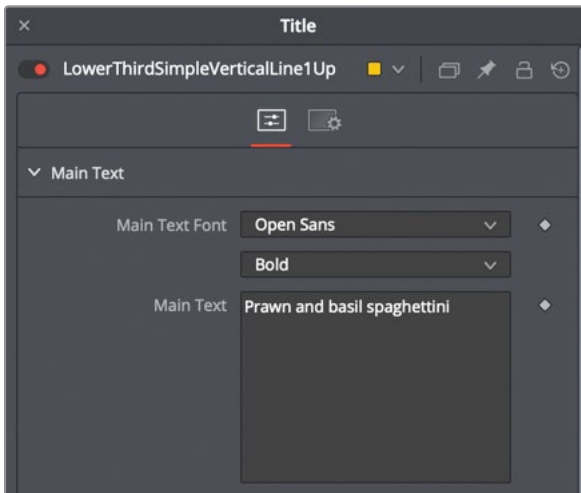 Title
LowerThirdSimpleVerticalLine1Up
Main Text
Main Text Font Open Sans
Bold
Main Text Prawn and basil spaghettini